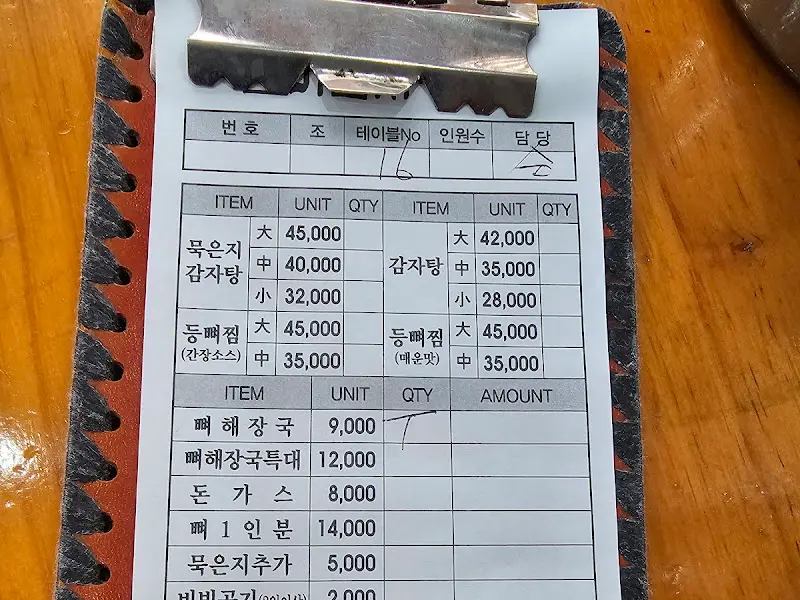 번호 조 테이블No 인원수 담당
16
ITEM UNIT QTY ITEM UNIT QTY
묵은지 감자탕 大 45,000 감자탕 大 42,000
中 40,000 中 35,000
小 32,000 小 28,000
등뼈찜 (간장소스) 大 45,000 등뼈찜 (매운맛) 大 45,000
中 35,000 中 35,000
ITEM UNIT QTY AMOUNT
뼈해장국 9,000
뼈해장국특대 12,000
돈가스 8,000
뼈1인분 14,000
묵은지추가 5,000
2,000